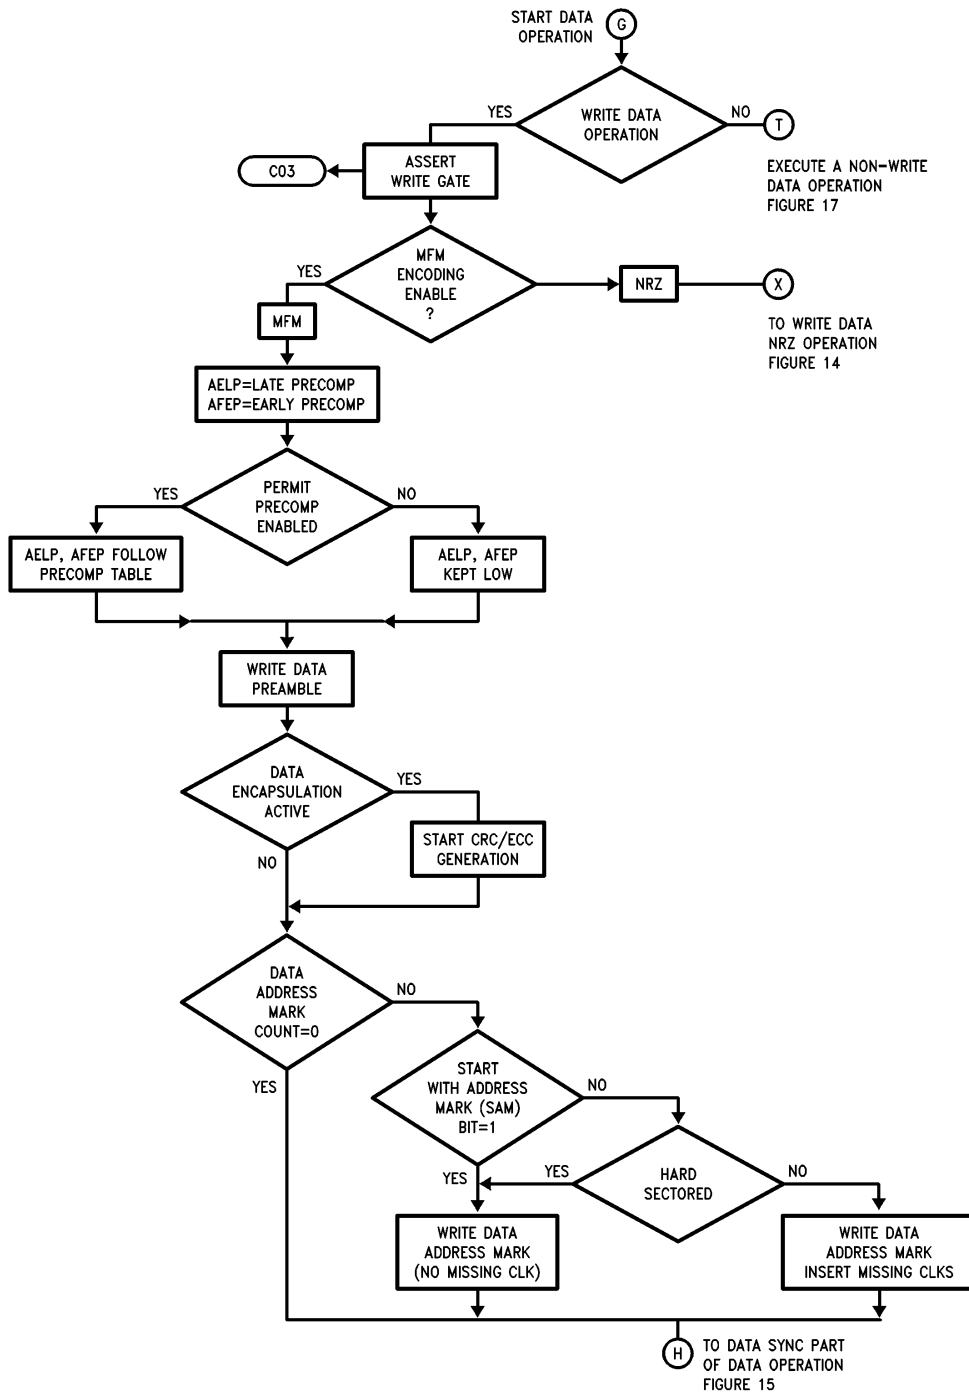 START DATA
OPERATION
G
YES
WRITE DATA
OPERATION
NO
T
EXECUTE A NON-WRITE
DATA OPERATION
FIGURE 17
C03
ASSERT
WRITE GATE
YES
MFM
ENCODING
ENABLE
?
NRZ
X
TO WRITE DATA
NRZ OPERATION
FIGURE 14
MFM
AELP=LATE PRECOMP
AFEP=EARLY PRECOMP
YES
PERMIT
PRECOMP
ENABLED
NO
AELP, AFEP FOLLOW
PRECOMP TABLE
AELP, AFEP
KEPT LOW
WRITE DATA
PREAMBLE
DATA
ENCAPSULATION
ACTIVE
YES
START CRC/ECC
GENERATION
NO
DATA
ADDRESS
MARK
COUNT=0
NO
YES
START
WITH ADDRESS
MARK (SAM)
BIT=1
NO
YES
YES
HARD
SECTORED
NO
WRITE DATA
ADDRESS MARK
(NO MISSING CLK)
WRITE DATA
ADDRESS MARK
INSERT MISSING CLKS
H
TO DATA SYNC PART
OF DATA OPERATION
FIGURE 15